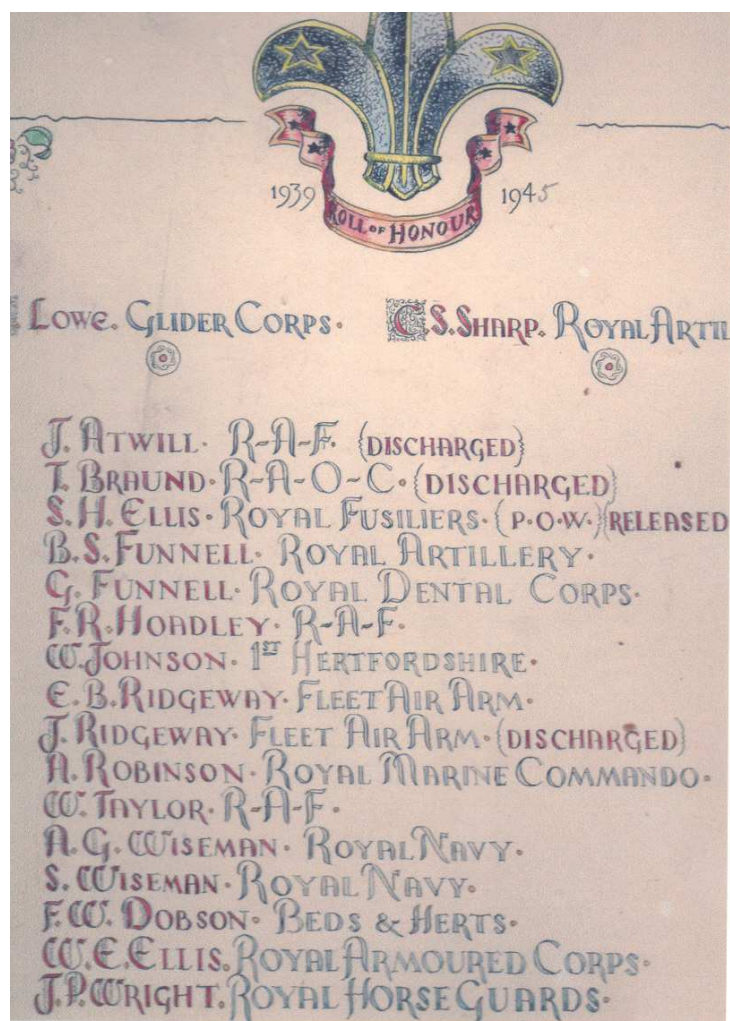 1939 1945
ROLL OF HONOUR
LOWE. GLIDER CORPS. C.S.SHARP. ROYAL ARTIL
J. ATWILL. R-A-F. (DISCHARGED)
T. BRAUND. R-A-O-C. (DISCHARGED)
S.H. ELLIS. ROYAL FUSILIERS. (P.O.W.) RELEASED
B.S. FUNNELL. ROYAL ARTILLERY.
G. FUNNELL. ROYAL DENTAL CORPS.
F.R. HOADLEY. R-A-F.
W. JOHNSON. 1ST HERTFORDSHIRE.
E.B. RIDGEWAY. FLEET AIR ARM.
J. RIDGEWAY. FLEET AIR ARM. (DISCHARGED)
A. ROBINSON. ROYAL MARINE COMMANDO.
W. TAYLOR. R-A-F.
A.G. WISEMAN. ROYAL NAVY.
S. WISEMAN. ROYAL NAVY.
F.W. DOBSON. BEDS & HERTS.
W.E. ELLIS. ROYAL ARMOURED CORPS.
J.P. WRIGHT. ROYAL HORSE GUARDS.